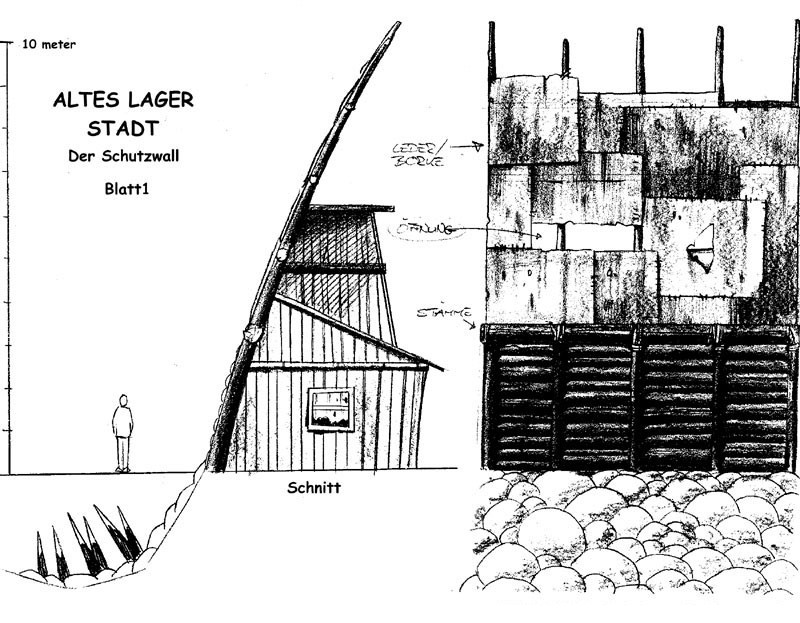 10 meter
ALTES LAGER
STADT
Der Schutzwall
Blatt1
LEDER/
BORKE
ÖFFNUNG
STÄMME
Schnitt